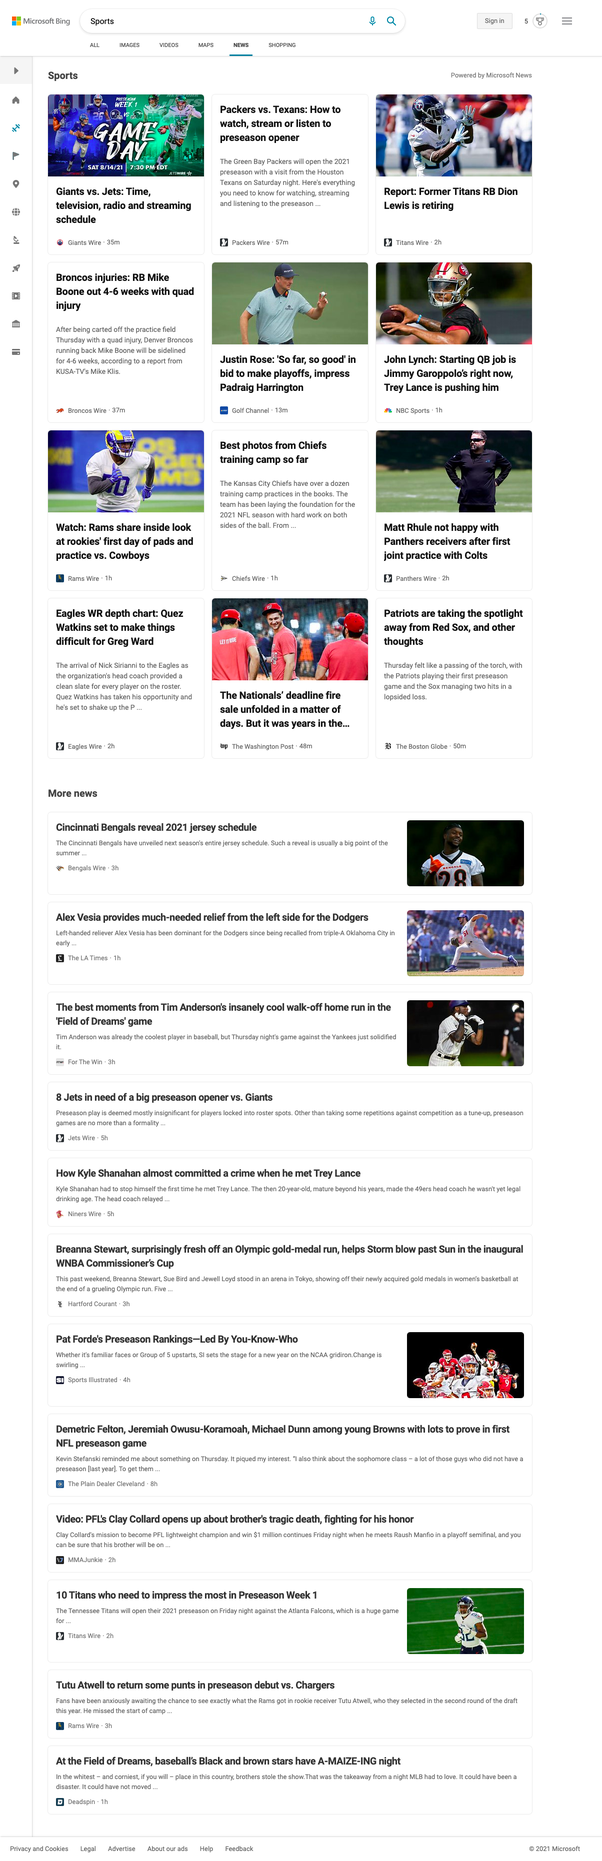 Microsoft Bing
Sports
Sign in
5
ALL
IMAGES
VIDEOS
MAPS
NEWS
SHOPPING
Sports
Powered by Microsoft News
WEEK 1
GAME
DAY
SAT 8/14/21 | 7:30 PM EDT
Giants vs. Jets: Time,
television, radio and streaming
schedule
Giants Wire · 35m
Packers vs. Texans: How to
watch, stream or listen to
preseason opener
The Green Bay Packers will open the 2021
preseason with a visit from the Houston
Texans on Saturday night. Here's everything
you need to know for watching, streaming
and listening to the preseason ...
Packers Wire · 57m
Report: Former Titans RB Dion
Lewis is retiring
Titans Wire · 2h
Broncos injuries: RB Mike
Boone out 4-6 weeks with quad
injury
After being carted off the practice field
Thursday with a quad injury, Denver Broncos
running back Mike Boone will be sidelined
for 4-6 weeks, according to a report from
KUSA-TV's Mike Klis.
Broncos Wire · 37m
Justin Rose: 'So far, so good' in
bid to make playoffs, impress
Padraig Harrington
Golf Channel · 13m
John Lynch: Starting QB job is
Jimmy Garoppolo's right now,
Trey Lance is pushing him
NBC Sports · 1h
Watch: Rams share inside look
at rookies' first day of pads and
practice vs. Cowboys
Rams Wire · 1h
Best photos from Chiefs
training camp so far
The Kansas City Chiefs have over a dozen
training camp practices in the books. The
team has been laying the foundation for the
2021 NFL season with hard work on both
sides of the ball. From ...
Chiefs Wire · 1h
Matt Rhule not happy with
Panthers receivers after first
joint practice with Colts
Panthers Wire · 2h
Eagles WR depth chart: Quez
Watkins set to make things
difficult for Greg Ward
The arrival of Nick Sirianni to the Eagles as
the organization's head coach provided a
clean slate for every player on the roster.
Quez Watkins has taken his opportunity and
he's set to shake up the P ...
Eagles Wire · 2h
The Nationals' deadline fire
sale unfolded in a matter of
days. But it was years in the...
The Washington Post · 48m
Patriots are taking the spotlight
away from Red Sox, and other
thoughts
Thursday felt like a passing of the torch, with
the Patriots playing their first preseason
game and the Sox managing two hits in a
lopsided loss.
The Boston Globe · 50m
More news
Cincinnati Bengals reveal 2021 jersey schedule
The Cincinnati Bengals have unveiled next season's entire jersey schedule. Such a reveal is usually a big point of the
summer ...
Bengals Wire · 3h
28
Alex Vesia provides much-needed relief from the left side for the Dodgers
Left-handed reliever Alex Vesia has been dominant for the Dodgers since being recalled from triple-A Oklahoma City in
early ...
The LA Times · 1h
The best moments from Tim Anderson's insanely cool walk-off home run in the
'Field of Dreams' game
Tim Anderson was already the coolest player in baseball, but Thursday night's game against the Yankees just solidified
it.
For The Win · 3h
8 Jets in need of a big preseason opener vs. Giants
Preseason play is deemed mostly insignificant for players locked into roster spots. Other than taking some repetitions against competition as a tune-up, preseason
games are no more than a formality ...
Jets Wire · 5h
How Kyle Shanahan almost committed a crime when he met Trey Lance
Kyle Shanahan had to stop himself the first time he met Trey Lance. The then 20-year-old, mature beyond his years, made the 49ers head coach he wasn't yet legal
drinking age. The head coach relayed ...
Niners Wire · 5h
Breanna Stewart, surprisingly fresh off an Olympic gold-medal run, helps Storm blow past Sun in the inaugural
WNBA Commissioner's Cup
This past weekend, Breanna Stewart, Sue Bird and Jewell Loyd stood in an arena in Tokyo, showing off their newly acquired gold medals in women's basketball at
the end of a grueling Olympic run. Five ...
Hartford Courant · 3h
Pat Forde's Preseason Rankings—Led By You-Know-Who
Whether it's familiar faces or Group of 5 upstarts, SI sets the stage for a new year on the NCAA gridiron.Change is
swirling ...
Sports Illustrated · 4h
Demetric Felton, Jeremiah Owusu-Koramoah, Michael Dunn among young Browns with lots to prove in first
NFL preseason game
Kevin Stefanski reminded me about something on Thursday. It piqued my interest. "I also think about the sophomore class – a lot of those guys who did not have a
preseason [last year]. To get them ...
The Plain Dealer Cleveland · 8h
Video: PFL's Clay Collard opens up about brother's tragic death, fighting for his honor
Clay Collard's mission to become PFL lightweight champion and win $1 million continues Friday night when he meets Raush Manfio in a playoff semifinal, and you
can be sure that his brother will be on ...
MMAJunkie · 2h
10 Titans who need to impress the most in Preseason Week 1
The Tennessee Titans will open their 2021 preseason on Friday night against the Atlanta Falcons, which is a huge game
for ...
Titans Wire · 2h
Tutu Atwell to return some punts in preseason debut vs. Chargers
Fans have been anxiously awaiting the chance to see exactly what the Rams got in rookie receiver Tutu Atwell, who they selected in the second round of the draft
this year. He missed the start of camp ...
Rams Wire · 3h
At the Field of Dreams, baseball's Black and brown stars have A-MAIZE-ING night
In the whitest – and corniest, if you will – place in this country, brothers stole the show.That was the takeaway from a night MLB had to love. It could have been a
disaster. It could have not moved ...
Deadspin · 1h
Privacy and Cookies
Legal
Advertise
About our ads
Help
Feedback
© 2021 Microsoft